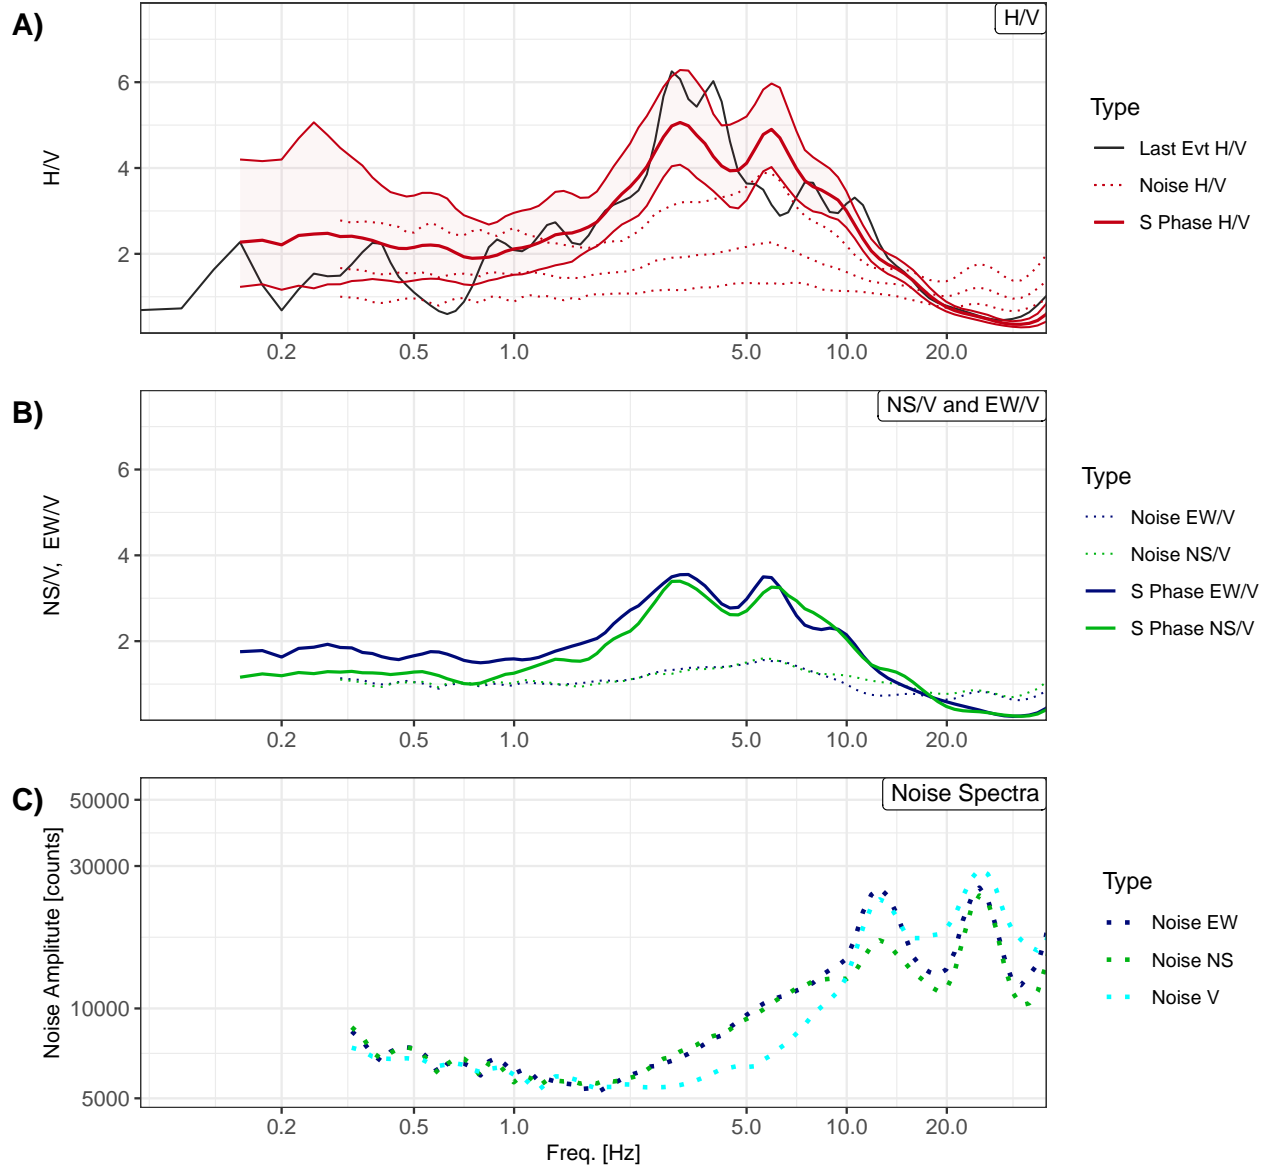 A)
H/V
H/V
6
4
2
0.2 0.5 1.0 5.0 10.0 20.0
Type
Last Evt H/V
Noise H/V
S Phase H/V
B)
NS/V and EW/V
NS/V, EW/V
6
4
2
0.2 0.5 1.0 5.0 10.0 20.0
Type
Noise EW/V
Noise NS/V
S Phase EW/V
S Phase NS/V
C)
Noise Spectra
Noise Amplitute [counts]
50000
30000
10000
5000
0.2 0.5 1.0 5.0 10.0 20.0
Freq. [Hz]
Type
Noise EW
Noise NS
Noise V